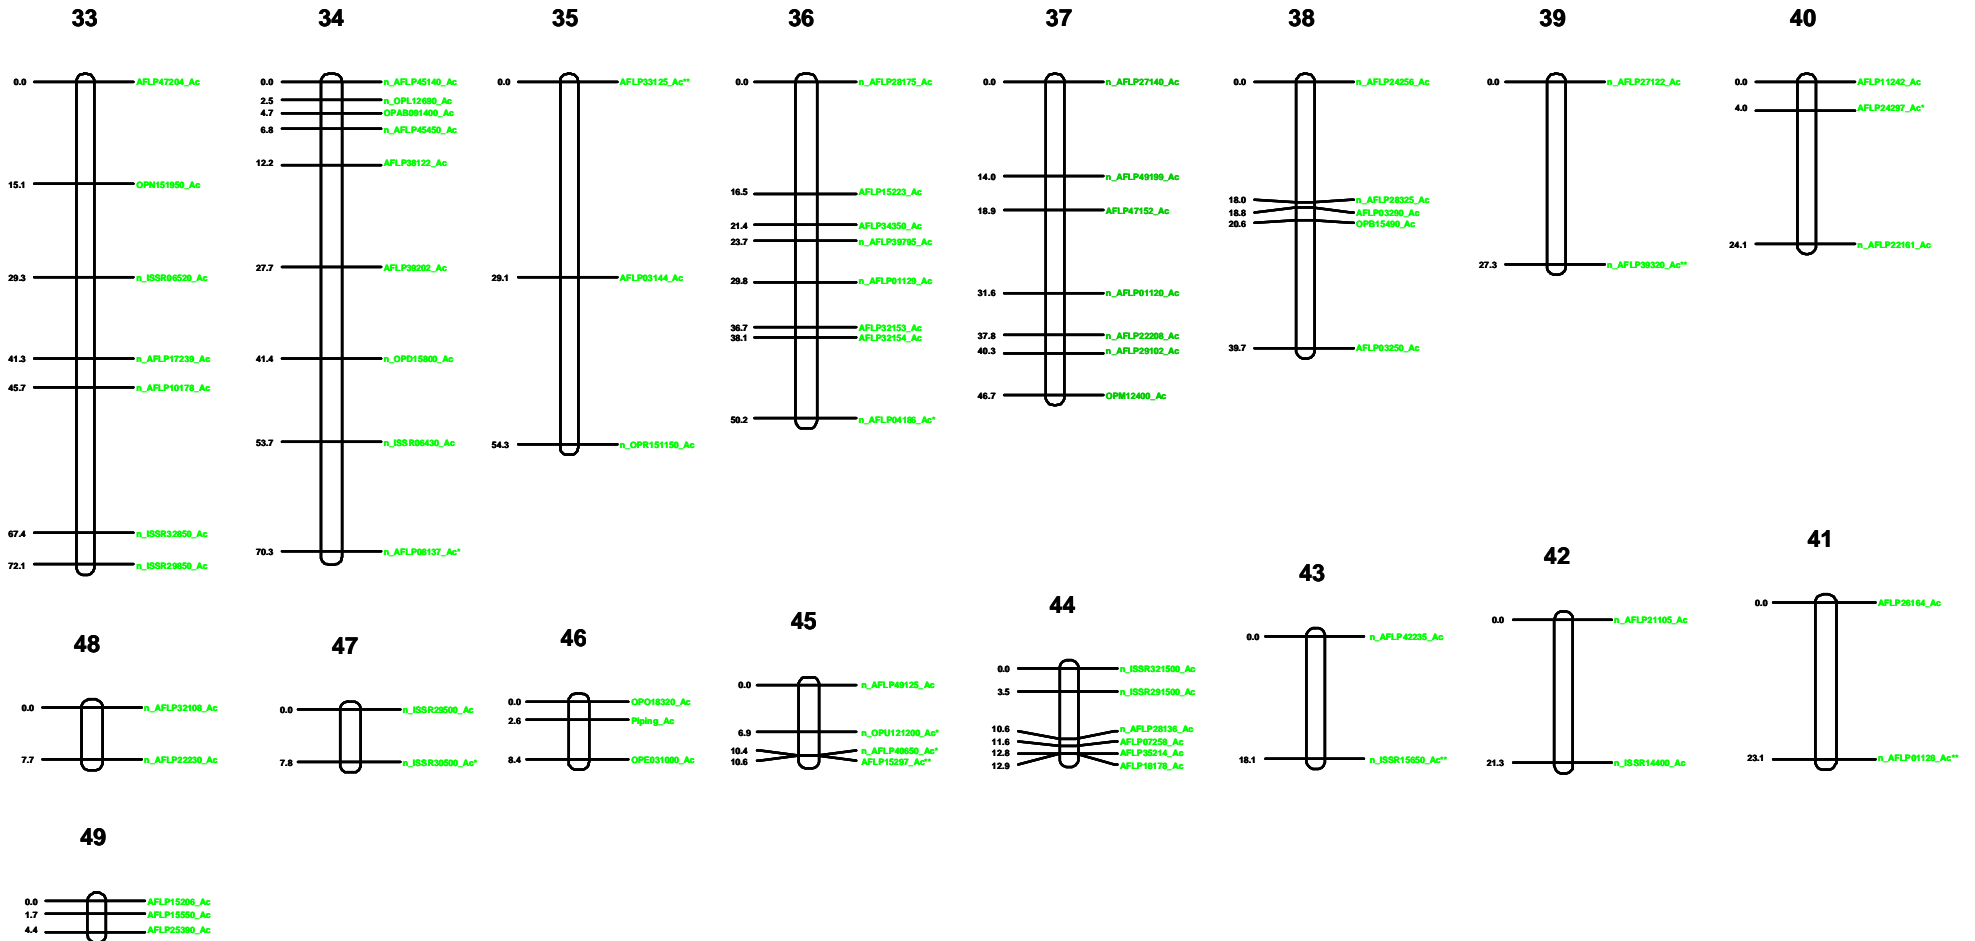 33
0.0 AFLP47204_Ac
15.1 OPN151950_Ac
29.3 n_ISSR06520_Ac
41.3 n_AFLP17239_Ac
45.7 n_AFLP10176_Ac
67.4 n_ISSR32850_Ac
72.1 n_ISSR29850_Ac
34
0.0 n_AFLP45140_Ac
2.5 n_OPL12680_Ac
4.7 OPAB091400_Ac
6.8 n_AFLP45450_Ac
12.2 AFLP38122_Ac
27.7 AFLP39202_Ac
41.4 n_OPD15800_Ac
53.7 n_ISSR06430_Ac
70.3 n_AFLP08137_Ac*
35
0.0 AFLP33125_Ac**
29.1 AFLP03144_Ac
54.3 n_OPR151150_Ac
36
0.0 n_AFLP28175_Ac
16.5 AFLP15223_Ac
21.4 AFLP34350_Ac
23.7 n_AFLP39795_Ac
29.8 n_AFLP01129_Ac
36.7 AFLP32153_Ac
38.1 AFLP32154_Ac
50.2 n_AFLP04186_Ac*
37
0.0 n_AFLP27140_Ac
14.0 n_AFLP49199_Ac
18.9 AFLP47152_Ac
31.6 n_AFLP01120_Ac
37.8 n_AFLP22208_Ac
40.3 n_AFLP29102_Ac
46.7 OPM12400_Ac
38
0.0 n_AFLP24256_Ac
18.0 n_AFLP28325_Ac
18.8 AFLP03290_Ac
20.6 OPB15490_Ac
39.7 AFLP03250_Ac
39
0.0 n_AFLP27122_Ac
27.3 n_AFLP39320_Ac**
40
0.0 AFLP11242_Ac
4.0 AFLP24297_Ac*
24.1 n_AFLP22161_Ac
48
0.0 n_AFLP32108_Ac
7.7 n_AFLP22230_Ac
47
0.0 n_ISSR29500_Ac
7.8 n_ISSR30500_Ac*
46
0.0 OPO18320_Ac
2.6 Piping_Ac
8.4 OPE031000_Ac
45
0.0 n_AFLP49125_Ac
6.9 n_OPU121200_Ac*
10.4 n_AFLP40650_Ac*
10.6 AFLP15297_Ac**
44
0.0 n_ISSR321500_Ac
3.5 n_ISSR291500_Ac
10.6 n_AFLP28136_Ac
11.6 AFLP07259_Ac
12.8 AFLP35214_Ac
12.9 AFLP18178_Ac
43
0.0 n_AFLP42235_Ac
18.1 n_ISSR15650_Ac**
42
0.0 n_AFLP21105_Ac
21.3 n_ISSR14400_Ac
41
0.0 AFLP26164_Ac
23.1 n_AFLP01128_Ac**
49
0.0 AFLP15206_Ac
1.7 AFLP15550_Ac
4.4 AFLP25390_Ac